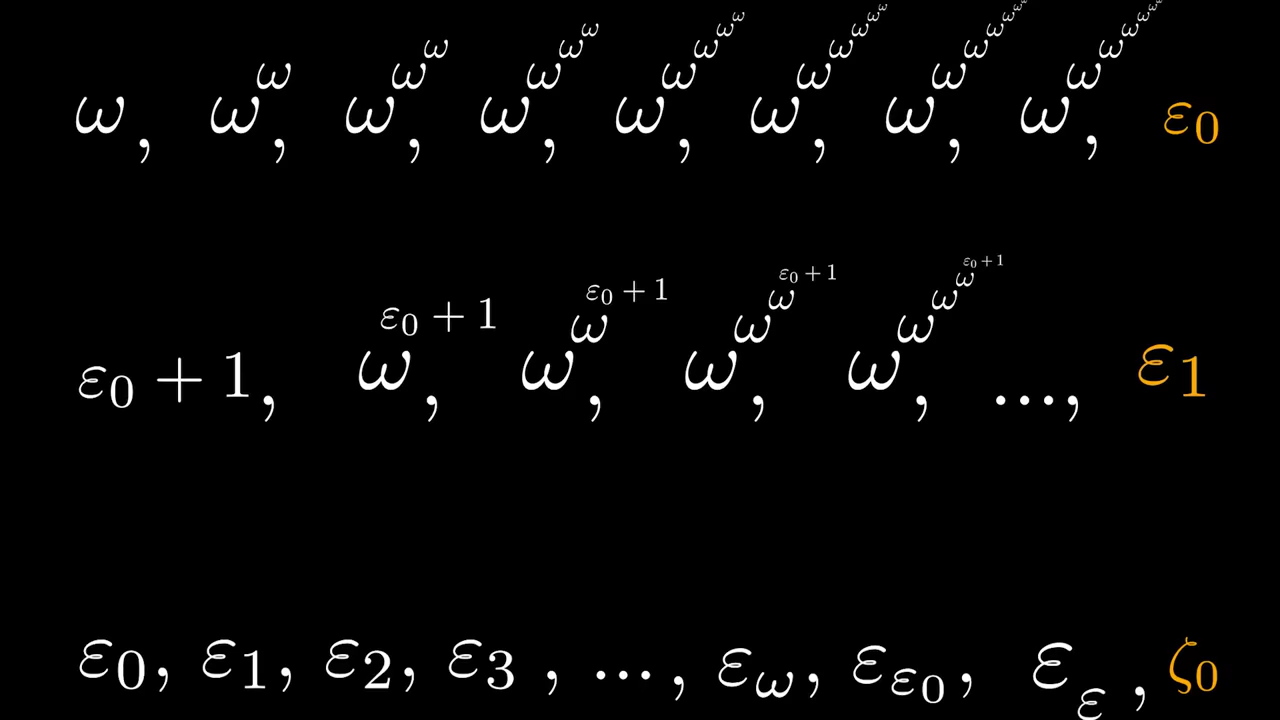 ω, ω^ω, ω^ω^ω, ω^ω^ω^ω, ω^ω^ω^ω^ω, ω^ω^ω^ω^ω^ω, ω^ω^ω^ω^ω^ω^ω, ω^ω^ω^ω^ω^ω^ω^ω, ε₀
ε₀ + 1, ω^(ε₀ + 1), ω^ω^(ε₀ + 1), ω^ω^ω^(ε₀ + 1), ω^ω^ω^ω^(ε₀ + 1), ..., ε₁
ε₀, ε₁, ε₂, ε₃, ..., ε_ω, ε_ε₀, ε_ε, ζ₀